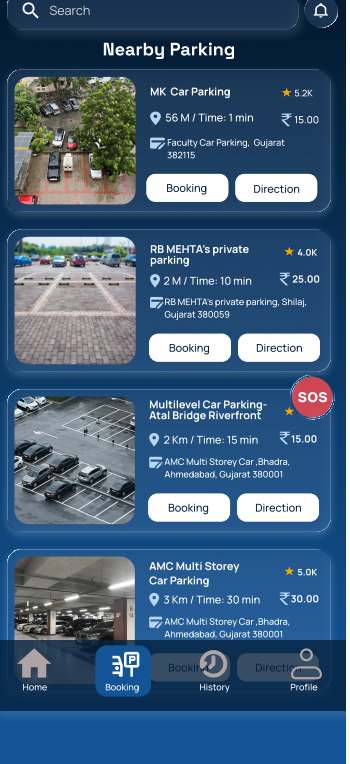 Search
Nearby Parking
MK Car Parking
★ 5.2K
56 M / Time: 1 min
₹ 15.00
Faculty Car Parking, Gujarat
382115
Booking
Direction
RB MEHTA's private
parking
★ 4.0K
2 M / Time: 10 min
₹ 25.00
RB MEHTA's private parking, Shilaj,
Gujarat 380059
Booking
Direction
SOS
Multilevel Car Parking-
Atal Bridge Riverfront
★
2 Km / Time: 15 min
₹15.00
AMC Multi Storey Car ,Bhadra,
Ahmedabad, Gujarat 380001
Booking
Direction
AMC Multi Storey
Car Parking
★ 5.0K
3 Km / Time: 30 min
₹30.00
AMC Multi Storey Car ,Bhadra,
Ahmedabad, Gujarat 380001
Booking
Direction
P
Home
Booking
History
Profile